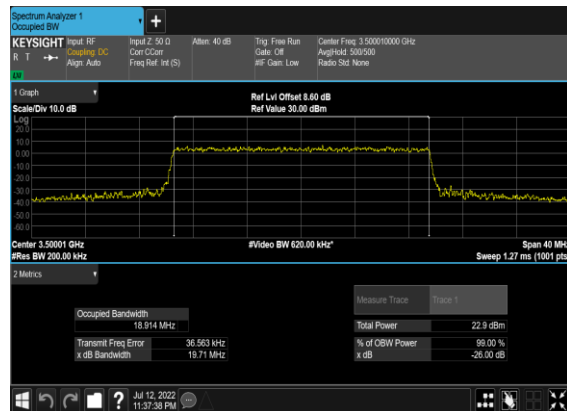 Spectrum Analyzer 1
Occupied BW
KEYSIGHT Input: RF Input Z: 50 Ω Atten: 40 dB Trig: Free Run Center Freq: 3.500010000 GHz
R T Coupling: DC Corr CCorr Gate: Off Avg|Hold: 500/500
Align: Auto Freq Ref: Int (S) #IF Gain: Low Radio Std: None
1 Graph
Scale/Div 10.0 dB Ref Lvl Offset 8.60 dB
Ref Value 30.00 dBm
Log
20.0
10.0
0.00
-10.0
-20.0
-30.0
-40.0
-50.0
-60.0
Center 3.50001 GHz #Video BW 620.00 kHz* Span 40 MHz
#Res BW 200.00 kHz Sweep 1.27 ms (1001 pts
2 Metrics
Measure Trace Trace 1
Occupied Bandwidth
18.914 MHz Total Power 22.9 dBm
Transmit Freq Error 36.563 kHz % of OBW Power 99.00 %
x dB Bandwidth 19.71 MHz x dB -26.00 dB
? Jul 12, 2022
11:37:38 PM